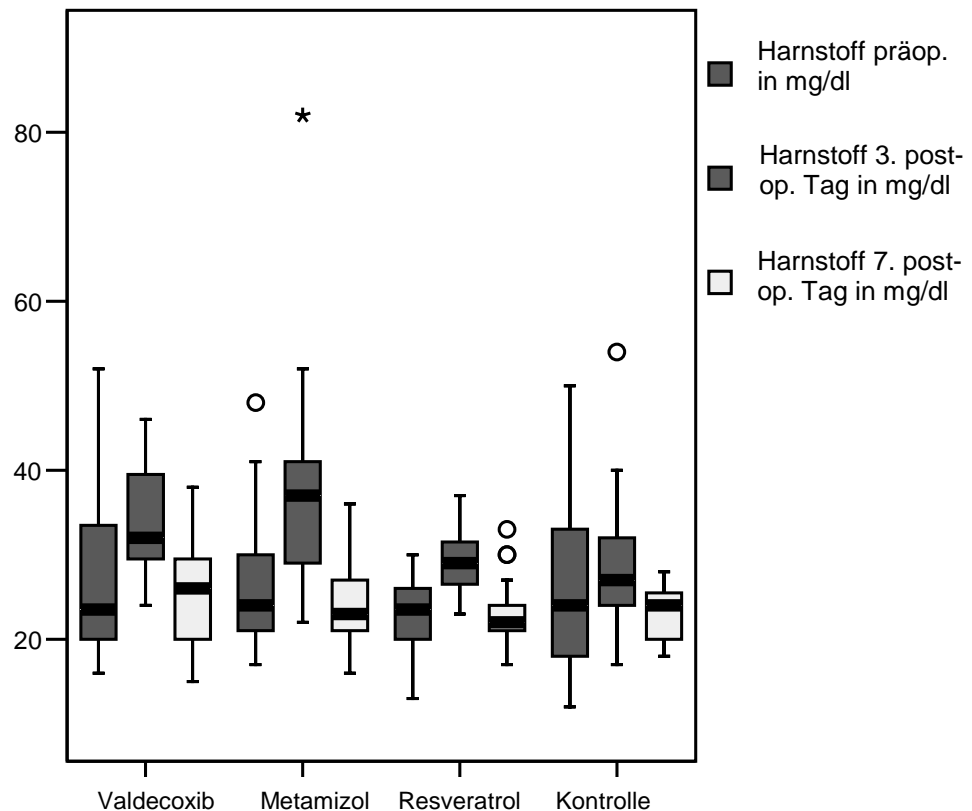 Harnstoff präop.
in mg/dl
Harnstoff 3. post-
op. Tag in mg/dl
Harnstoff 7. post-
op. Tag in mg/dl
80
60
40
20
Valdecoxib Metamizol Resveratrol Kontrolle